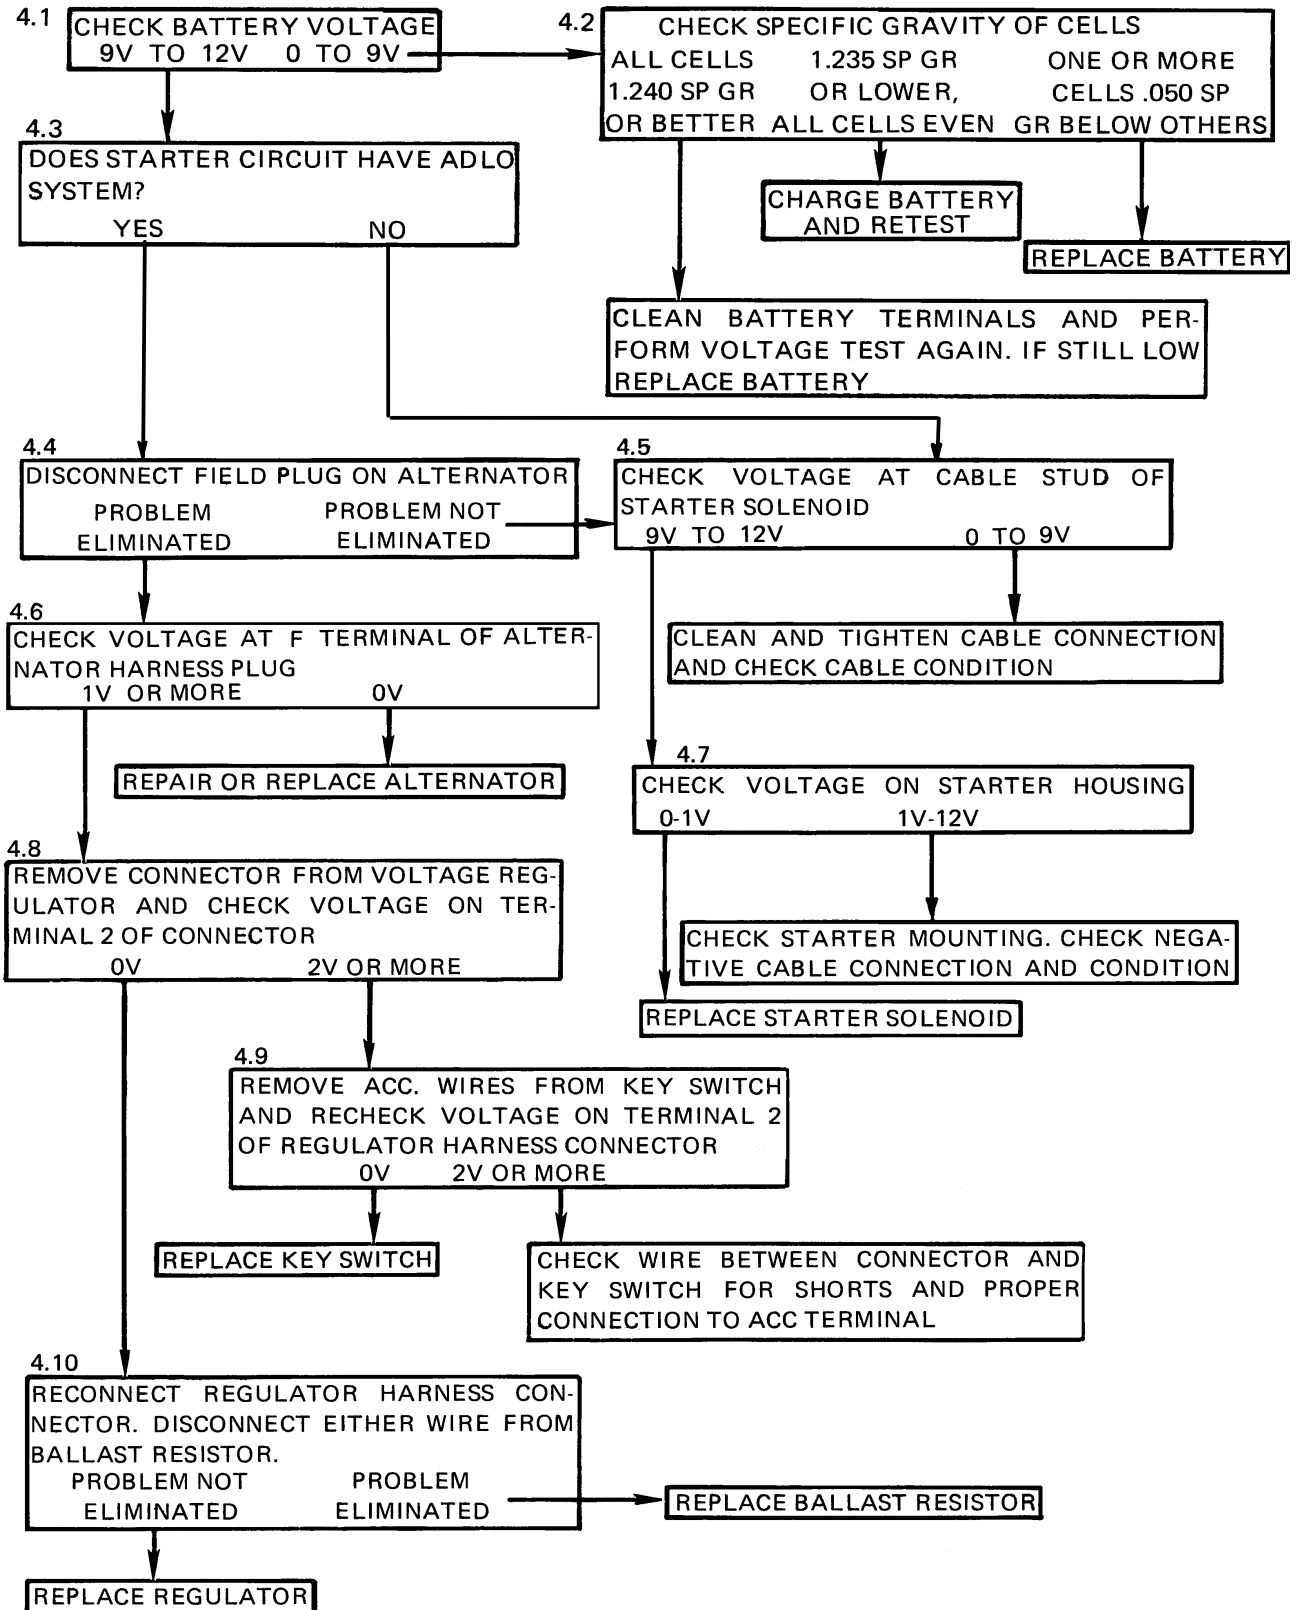 4.1
CHECK BATTERY VOLTAGE
9V TO 12V 0 TO 9V
4.2
CHECK SPECIFIC GRAVITY OF CELLS
ALL CELLS 1.235 SP GR ONE OR MORE
1.240 SP GR OR LOWER, CELLS .050 SP
OR BETTER ALL CELLS EVEN GR BELOW OTHERS
4.3
DOES STARTER CIRCUIT HAVE ADLO
SYSTEM?
YES NO
CHARGE BATTERY
AND RETEST
REPLACE BATTERY
CLEAN BATTERY TERMINALS AND PER-
FORM VOLTAGE TEST AGAIN. IF STILL LOW
REPLACE BATTERY
4.4
DISCONNECT FIELD PLUG ON ALTERNATOR
PROBLEM PROBLEM NOT
ELIMINATED ELIMINATED
4.5
CHECK VOLTAGE AT CABLE STUD OF
STARTER SOLENOID
9V TO 12V 0 TO 9V
4.6
CHECK VOLTAGE AT F TERMINAL OF ALTER-
NATOR HARNESS PLUG
1V OR MORE 0V
CLEAN AND TIGHTEN CABLE CONNECTION
AND CHECK CABLE CONDITION
REPAIR OR REPLACE ALTERNATOR
4.7
CHECK VOLTAGE ON STARTER HOUSING
0-1V 1V-12V
4.8
REMOVE CONNECTOR FROM VOLTAGE REG-
ULATOR AND CHECK VOLTAGE ON TER-
MINAL 2 OF CONNECTOR
0V 2V OR MORE
CHECK STARTER MOUNTING. CHECK NEGA-
TIVE CABLE CONNECTION AND CONDITION
REPLACE STARTER SOLENOID
4.9
REMOVE ACC. WIRES FROM KEY SWITCH
AND RECHECK VOLTAGE ON TERMINAL 2
OF REGULATOR HARNESS CONNECTOR
0V 2V OR MORE
REPLACE KEY SWITCH
CHECK WIRE BETWEEN CONNECTOR AND
KEY SWITCH FOR SHORTS AND PROPER
CONNECTION TO ACC TERMINAL
4.10
RECONNECT REGULATOR HARNESS CON-
NECTOR. DISCONNECT EITHER WIRE FROM
BALLAST RESISTOR.
PROBLEM NOT PROBLEM
ELIMINATED ELIMINATED
REPLACE BALLAST RESISTOR
REPLACE REGULATOR